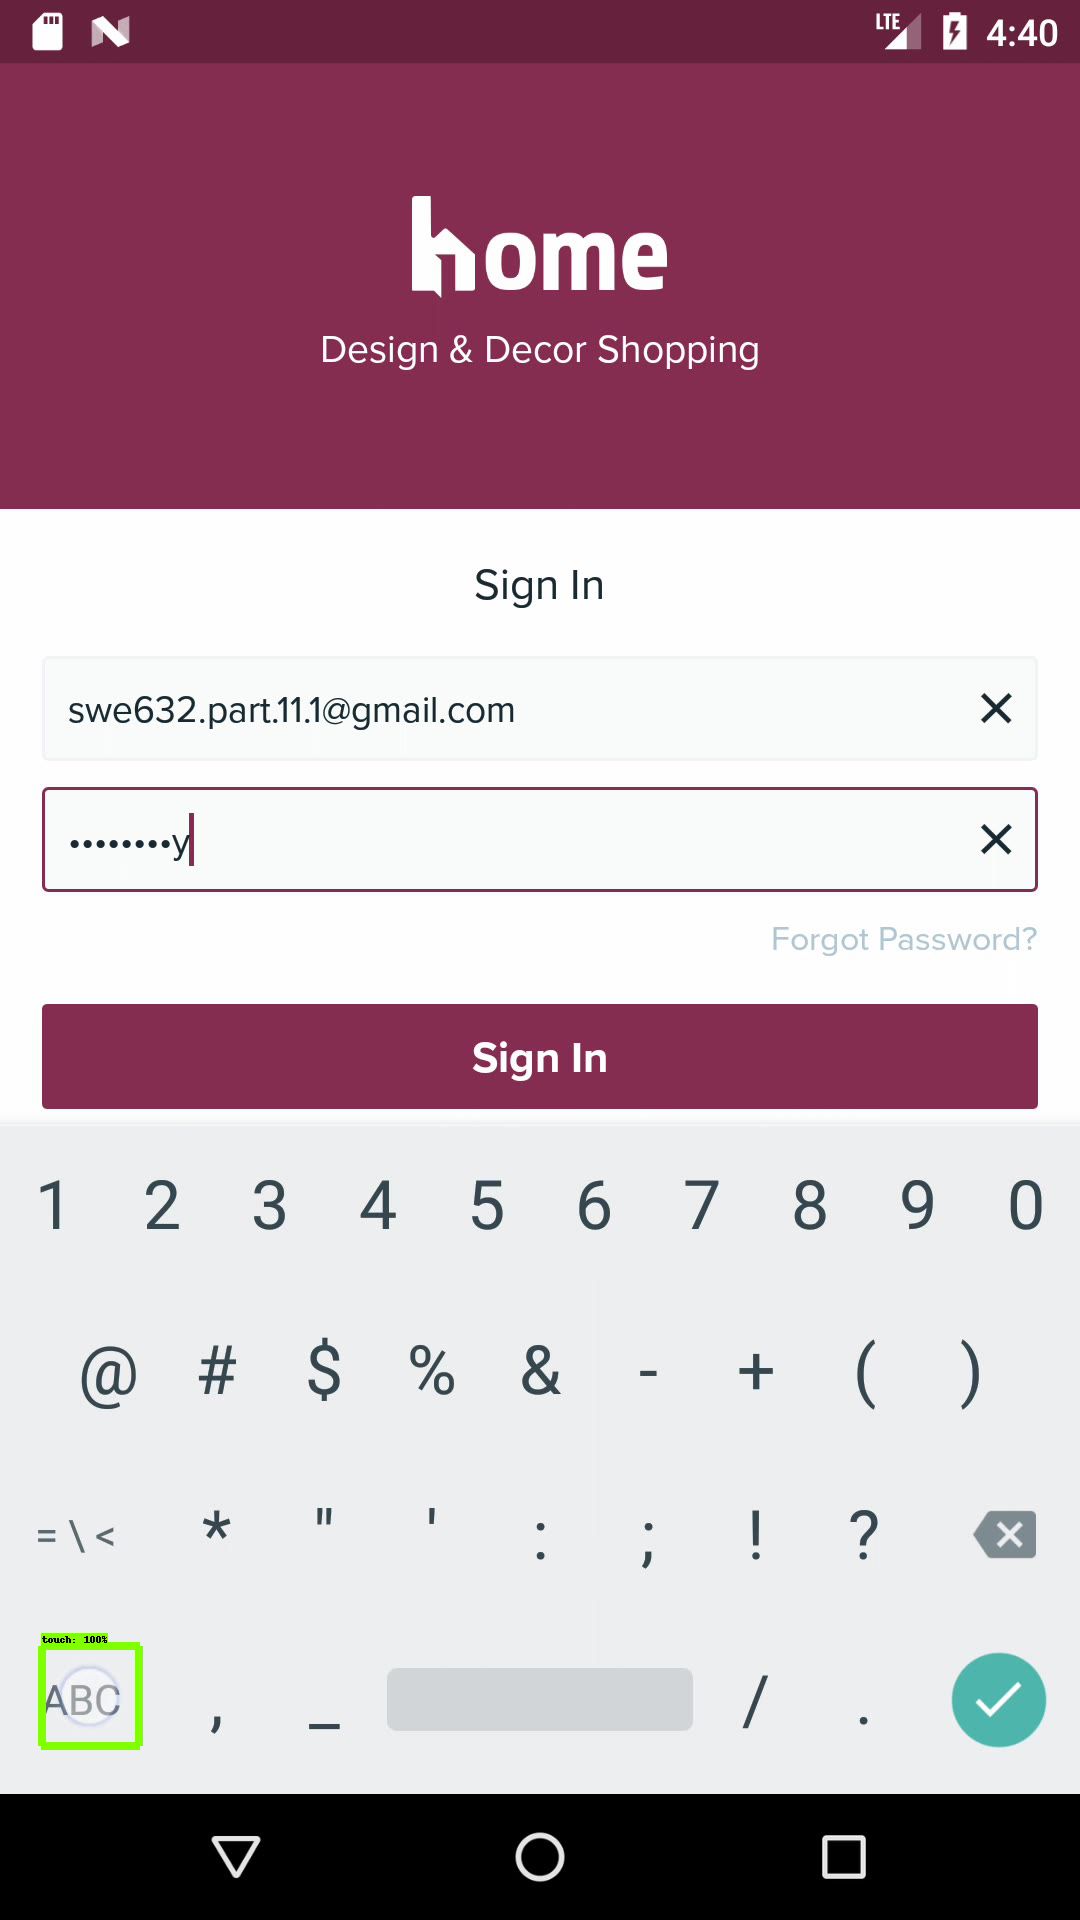 LTE 4:40
home
Design & Decor Shopping
Sign In
swe632.part.11.1@gmail.com
••••••••y
Forgot Password?
Sign In
1 2 3 4 5 6 7 8 9 0
@ # $ % & - + ( )
= \ < * " ' : ; ! ?
touch: 100%
ABC , _ / .